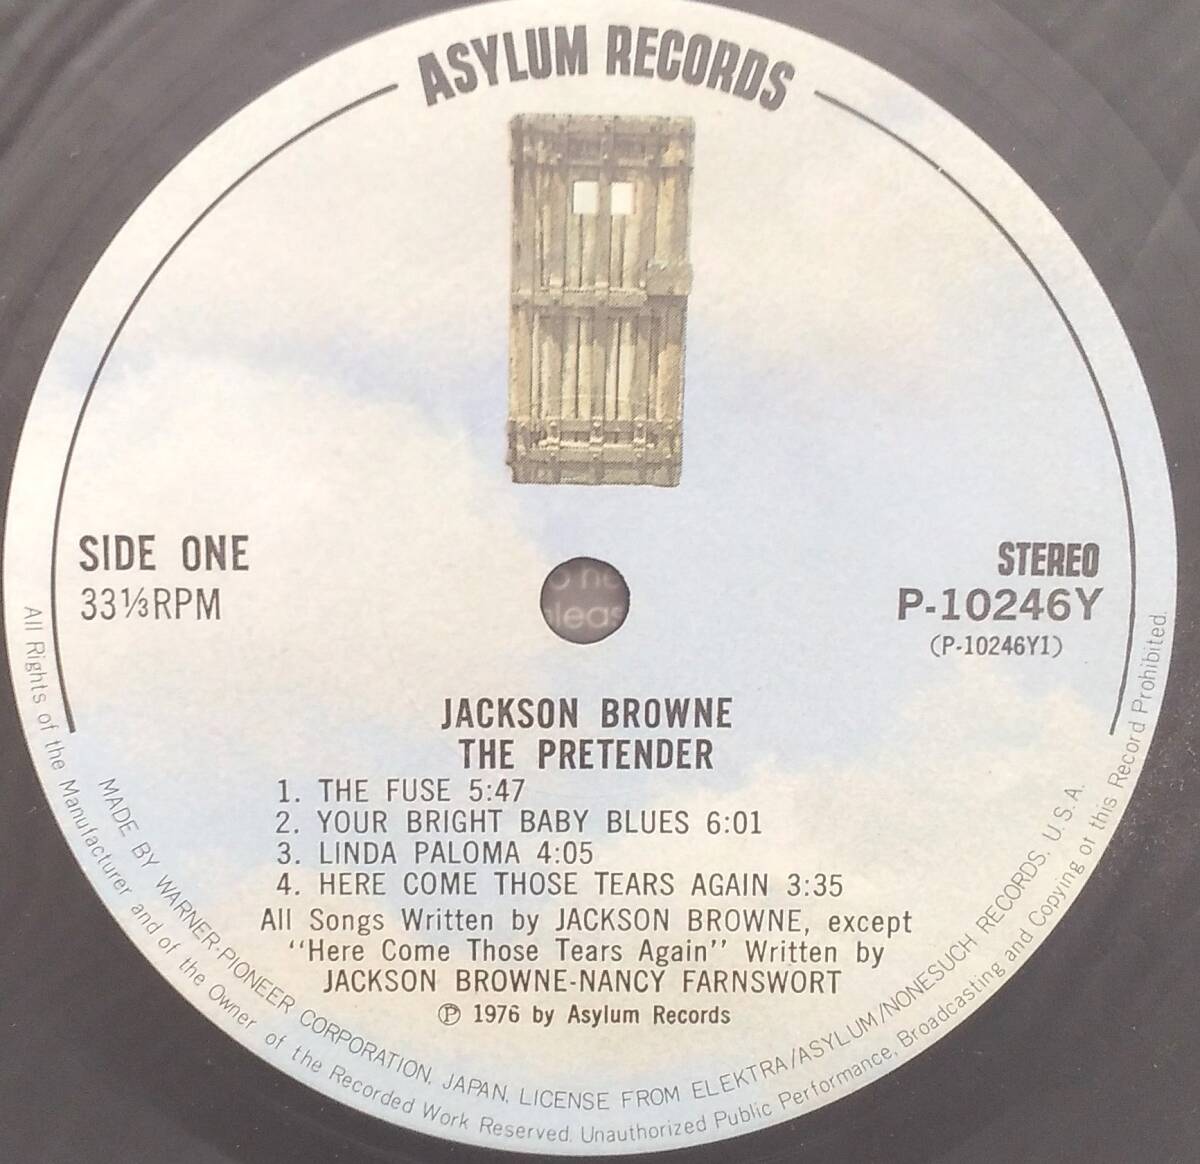 ASYLUM RECORDS
SIDE ONE
33⅓RPM
STEREO
P-10246Y
(P-10246Y1)
JACKSON BROWNE
THE PRETENDER
1. THE FUSE 5:47
2. YOUR BRIGHT BABY BLUES 6:01
3. LINDA PALOMA 4:05
4. HERE COME THOSE TEARS AGAIN 3:35
All Songs Written by JACKSON BROWNE, except
“Here Come Those Tears Again” Written by
JACKSON BROWNE-NANCY FARNSWORT
℗ 1976 by Asylum Records
MADE BY WARNER-PIONEER CORPORATION, JAPAN, LICENSE FROM ELEKTRA/ASYLUM/NONESUCH RECORDS, U.S.A.
All Rights of the Manufacturer and of the Owner of the Recorded Work Reserved. Unauthorized Public Performance, Broadcasting and Copying of this Record Prohibited.